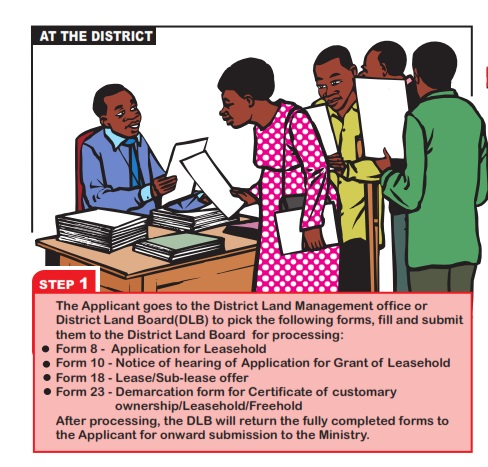 AT THE DISTRICT
STEP 1
The Applicant goes to the District Land Management office or
District Land Board(DLB) to pick the following forms, fill and submit
them to the District Land Board for processing:
● Form 8 - Application for Leasehold
● Form 10 - Notice of hearing of Application for Grant of Leasehold
● Form 18 - Lease/Sub-lease offer
● Form 23 - Demarcation form for Certificate of customary
ownership/Leasehold/Freehold
After processing, the DLB will return the fully completed forms to
the Applicant for onward submission to the Ministry.